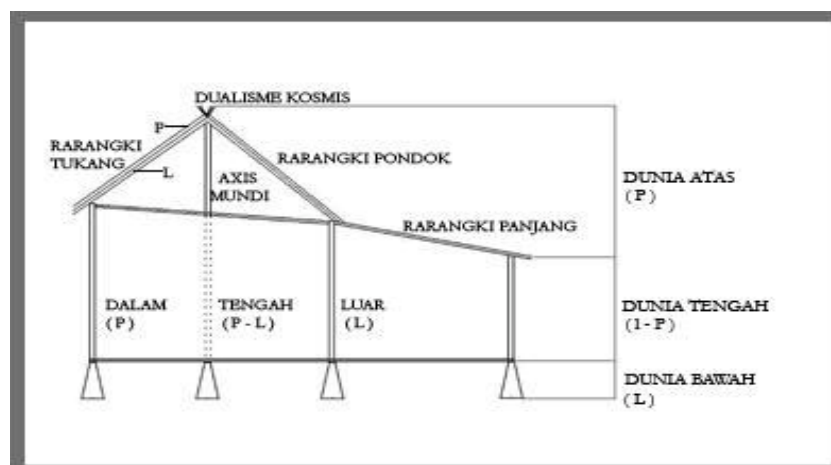 DUALISME KOSMIS
P
RARANGKI
TUKANG
L
RARANGKI PONDOK
AXIS
MUNDI
RARANGKI PANJANG
DUNIA ATAS
(P)
DALAM
(P)
TENGAH
(P-L)
LUAR
(L)
DUNIA TENGAH
(1-P)
DUNIA BAWAH
(L)